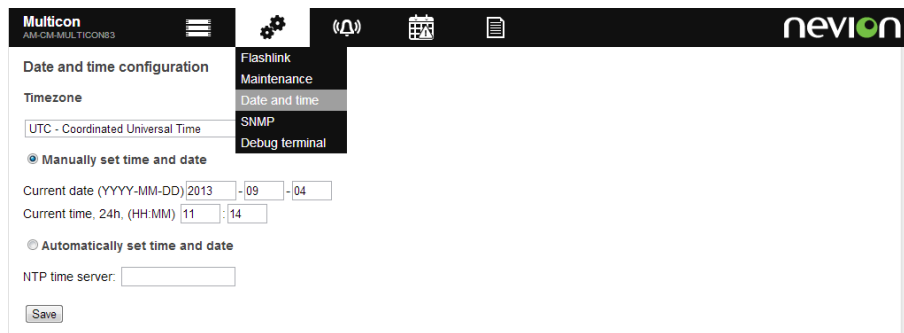 Multicon
AM-CM-MULTICON83
nevion
Flashlink
Maintenance
Date and time
SNMP
Debug terminal
Date and time configuration
Timezone
UTC - Coordinated Universal Time
Manually set time and date
Current date (YYYY-MM-DD) 2013 - 09 - 04
Current time, 24h, (HH:MM) 11 : 14
Automatically set time and date
NTP time server:
Save